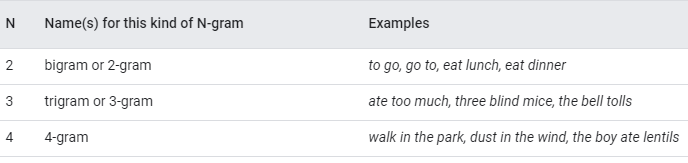 N Name(s) for this kind of N-gram Examples
2 bigram or 2-gram to go, go to, eat lunch, eat dinner
3 trigram or 3-gram ate too much, three blind mice, the bell tolls
4 4-gram walk in the park, dust in the wind, the boy ate lentils